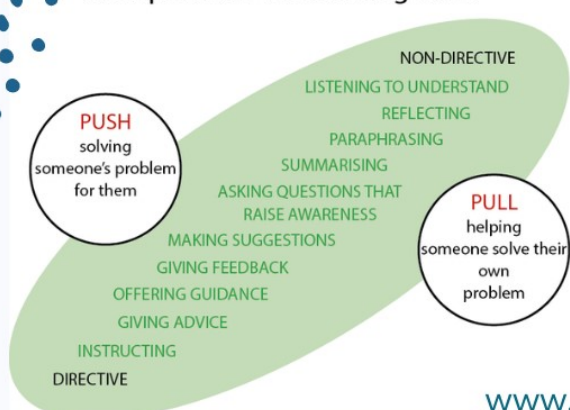 NON-DIRECTIVE
LISTENING TO UNDERSTAND
REFLECTING
PARAPHRASING
SUMMARISING
ASKING QUESTIONS THAT
RAISE AWARENESS
MAKING SUGGESTIONS
GIVING FEEDBACK
OFFERING GUIDANCE
GIVING ADVICE
INSTRUCTING
DIRECTIVE
PUSH
solving
someone's problem
for them
PULL
helping
someone solve their
own
problem
www.